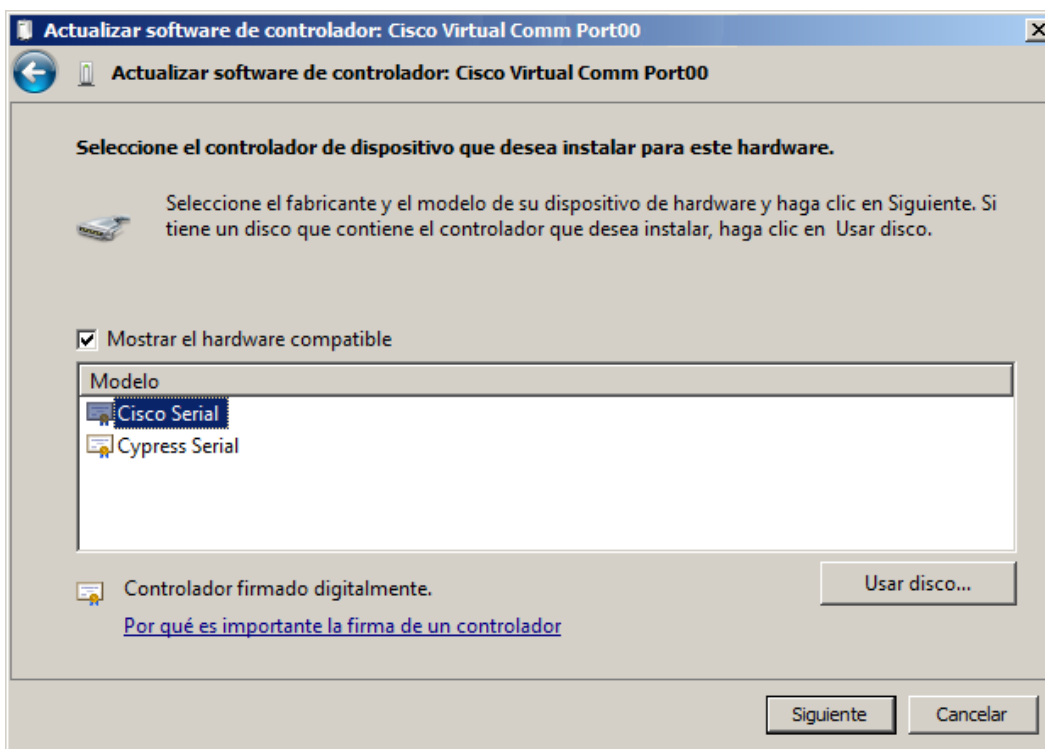 Actualizar software de controlador: Cisco Virtual Comm Port00
Actualizar software de controlador: Cisco Virtual Comm Port00
Seleccione el controlador de dispositivo que desea instalar para este hardware.
Seleccione el fabricante y el modelo de su dispositivo de hardware y haga clic en Siguiente. Si
tiene un disco que contiene el controlador que desea instalar, haga clic en Usar disco.
Mostrar el hardware compatible
Modelo
Cisco Serial
Cypress Serial
Controlador firmado digitalmente.
Usar disco...
Por qué es importante la firma de un controlador
Siguiente
Cancelar